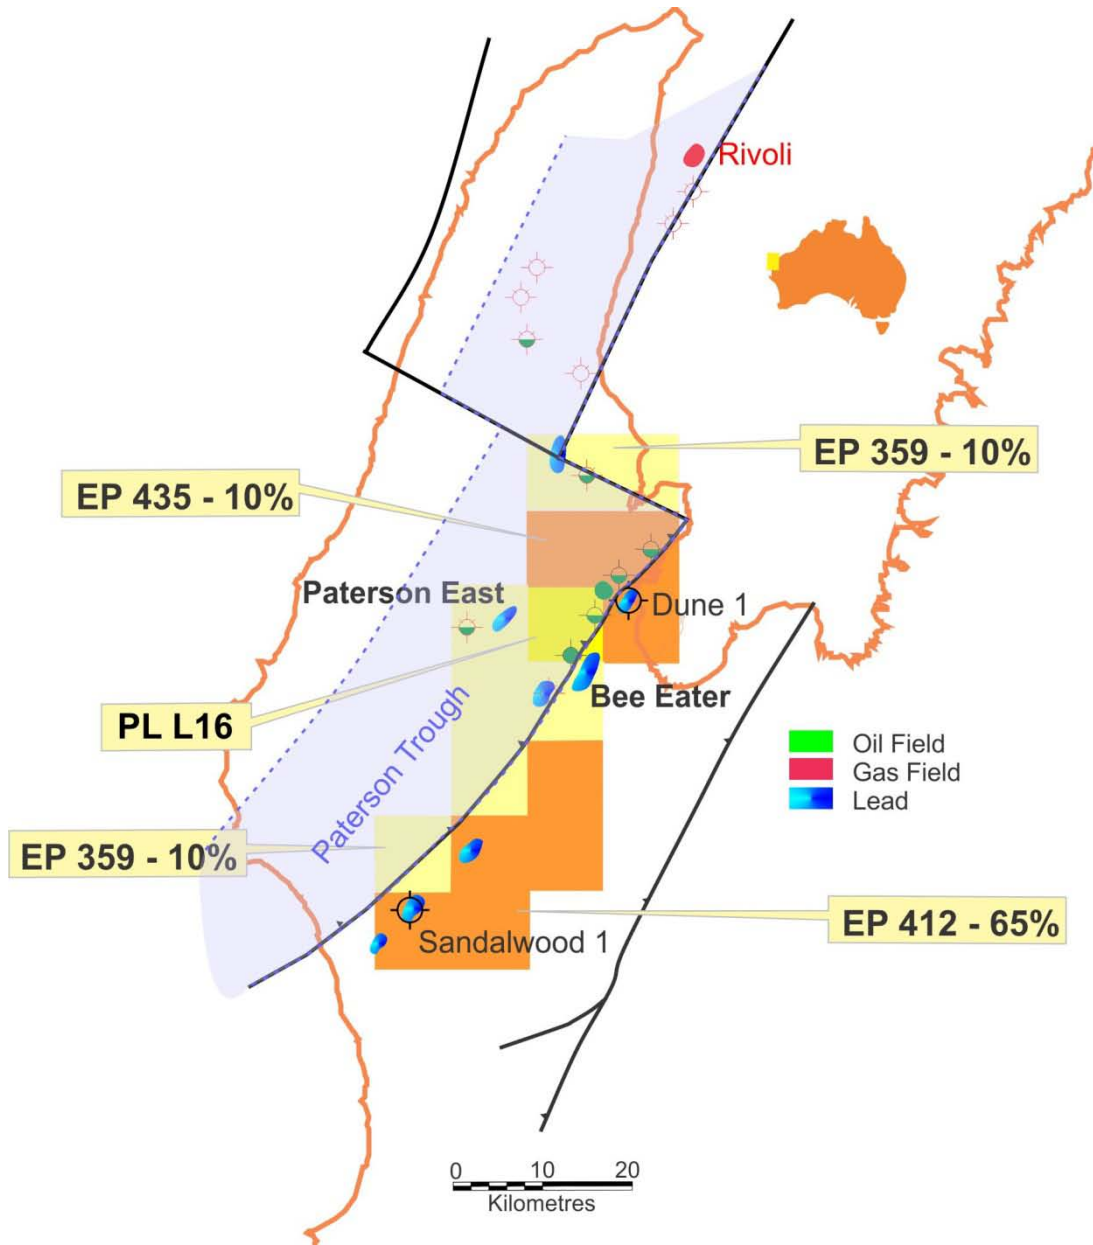 Rivoli
EP 359 - 10%
EP 435 - 10%
Paterson East
Dune 1
Bee Eater
PL L16
Paterson Trough
Oil Field
Gas Field
Lead
EP 359 - 10%
EP 412 - 65%
Sandalwood 1
0 10 20
Kilometres